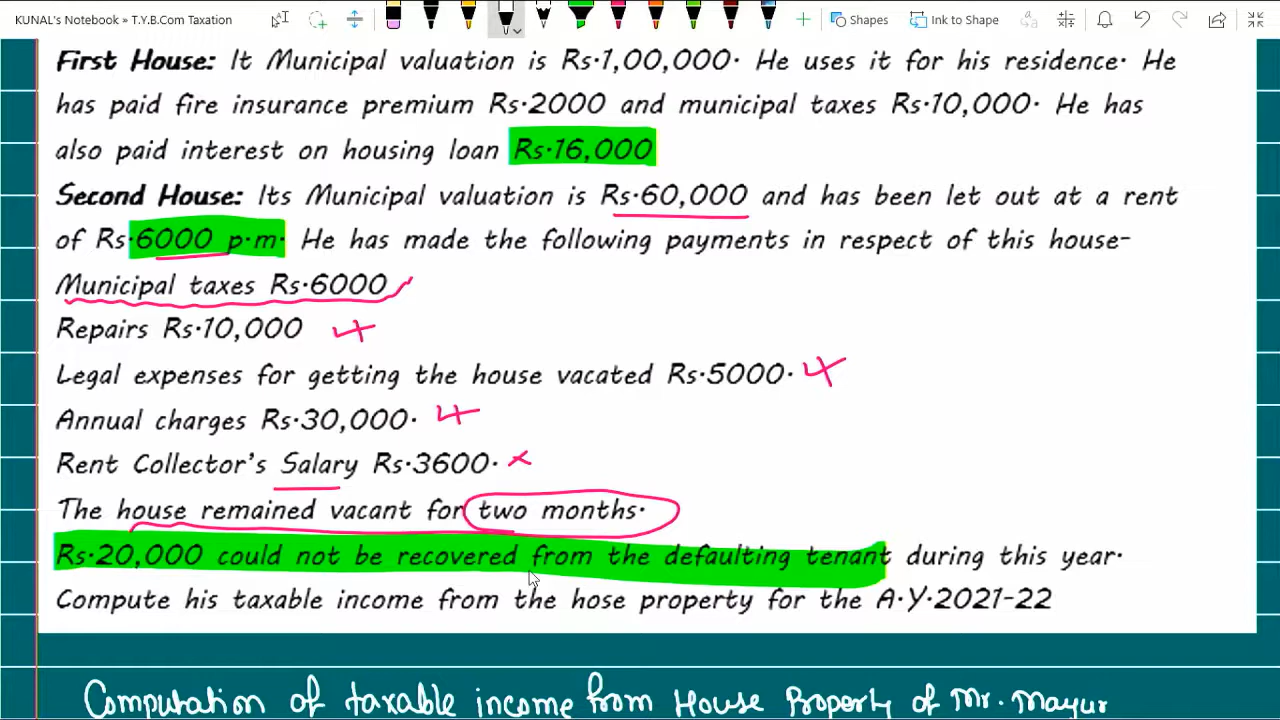 KUNAL's Notebook » T.Y.B.Com Taxation
Shapes
Ink to Shape
First House: It Municipal valuation is Rs.1,00,000. He uses it for his residence. He
has paid fire insurance premium Rs.2000 and municipal taxes Rs.10,000. He has
also paid interest on housing loan Rs.16,000
Second House: Its Municipal valuation is Rs.60,000 and has been let out at a rent
of Rs.6000 p.m. He has made the following payments in respect of this house-
Municipal taxes Rs.6000
Repairs Rs.10,000
Legal expenses for getting the house vacated Rs.5000.
Annual charges Rs.30,000.
Rent Collector's Salary Rs.3600.
The house remained vacant for two months.
Rs.20,000 could not be recovered from the defaulting tenant during this year.
Compute his taxable income from the hose property for the A.Y.2021-22
Computation of taxable income from House Property of Mr. Mayur